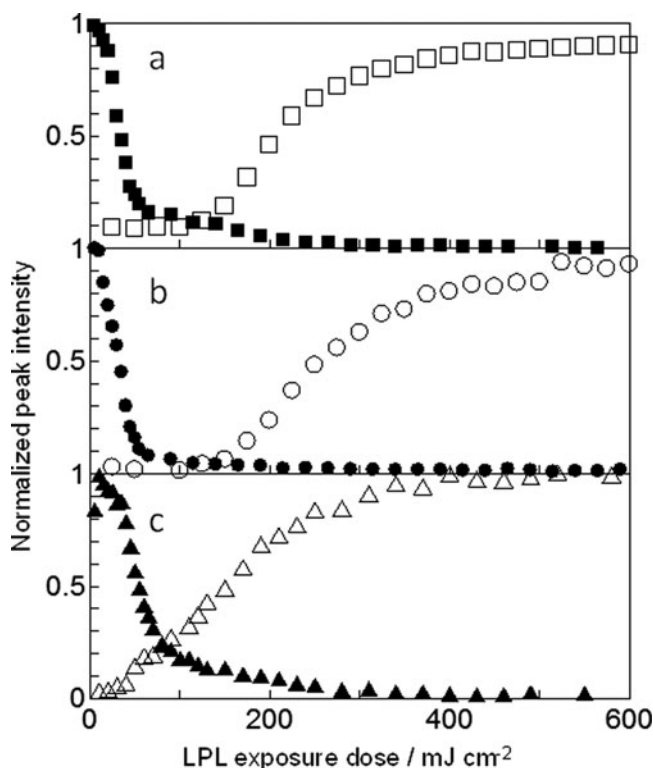 1
a
0.5
1
b
0.5
1
c
0.5
0
0
200
400
600
Normalized peak intensity
LPL exposure dose / mJ cm-2